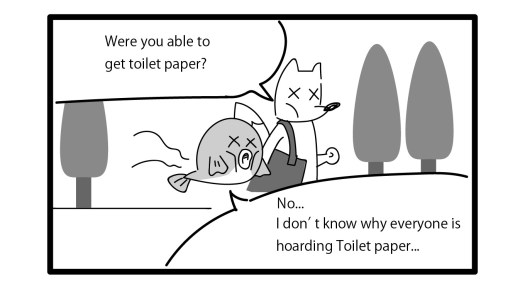 Were you able to
get toilet paper?
No...
I don' t know why everyone is
hoarding Toilet paper...